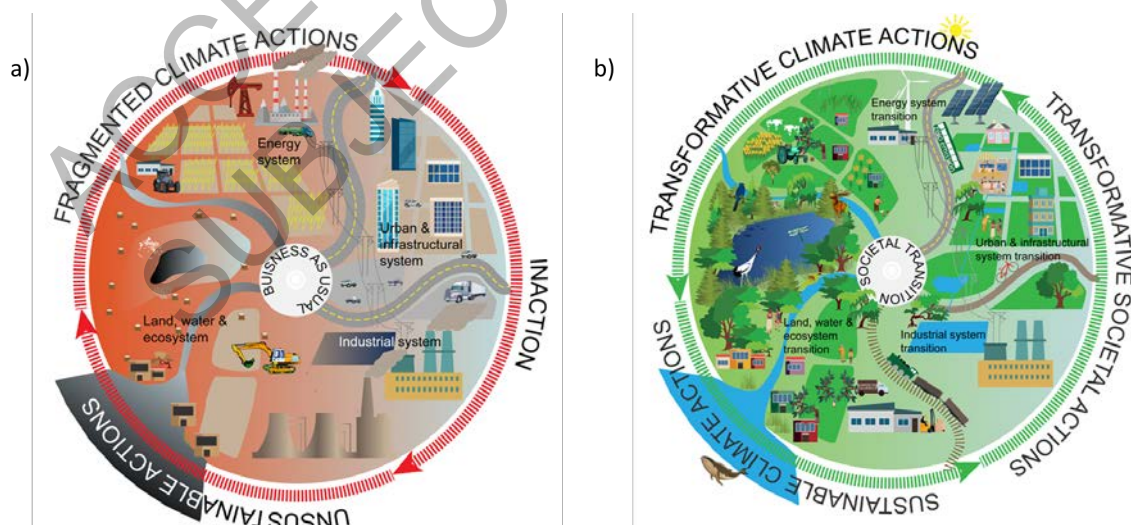 a)
FRAGMENTED CLIMATE ACTIONS
INACTION
UNSUSTAINABLE ACTIONS
Energy
system
Urban &
infrastructural
system
BUISNESS AS USUAL
Land, water &
ecosystem
Industrial system
b)
TRANSFORMATIVE CLIMATE ACTIONS
TRANSFORMATIVE SOCIETAL ACTIONS
SUSTAINABLE CLIMATE ACTIONS
Energy system
transition
Urban & infrastructural
system transition
SOCIETAL TRANSITION
Land, water &
ecosystem
transition
Industrial system
transition